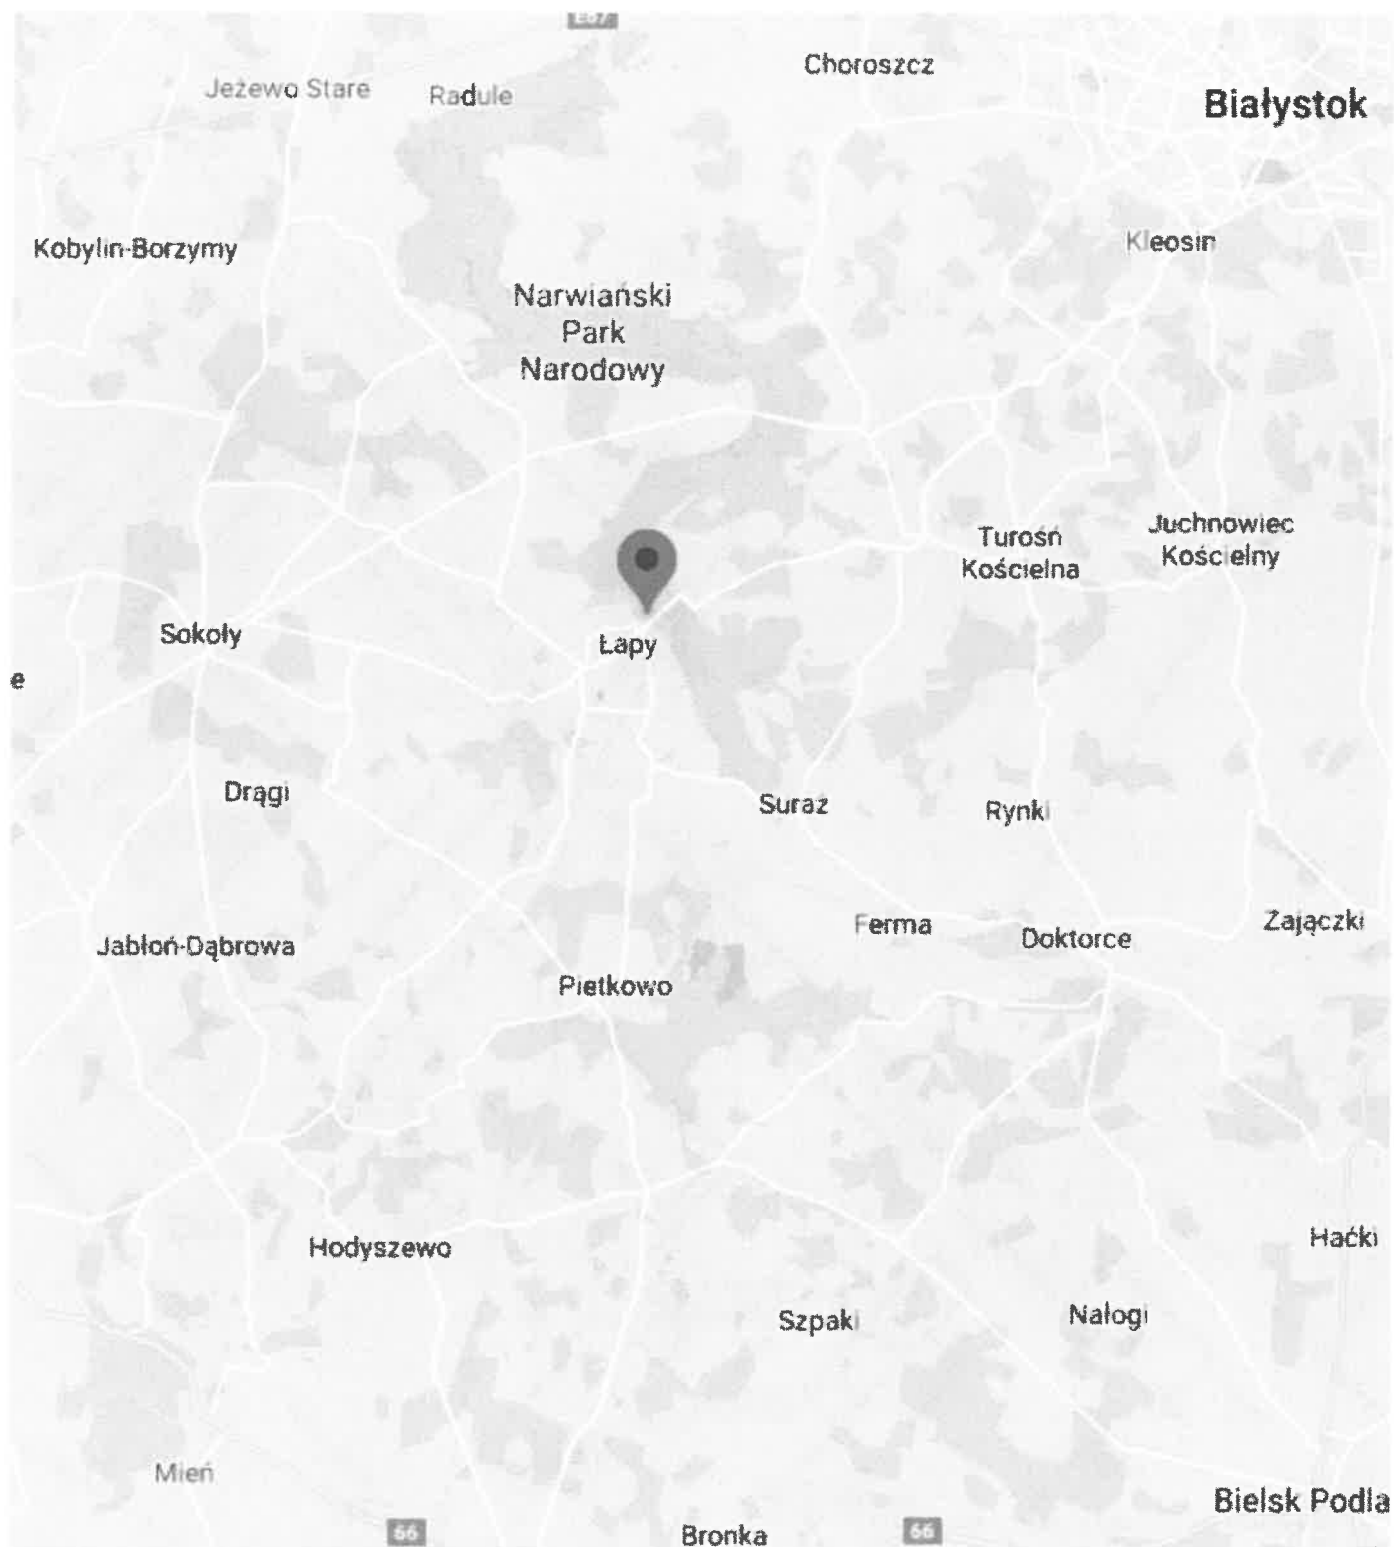 E67
Choroszcz
Jeżewo Stare
Radule
Białystok
Kleosin
Kobylin-Borzymy
Narwiański
Park
Narodowy
Turośń
Kościelna
Juchnowiec
Kościelny
Sokoły
Łapy
e
Drągi
Suraż
Rynki
Ferma
Doktorce
Zajączki
Jabłoń-Dąbrowa
Pietkowo
Hodyszewo
Haćki
Szpaki
Nałogi
Mień
Bielsk Podla
66
Bronka
66